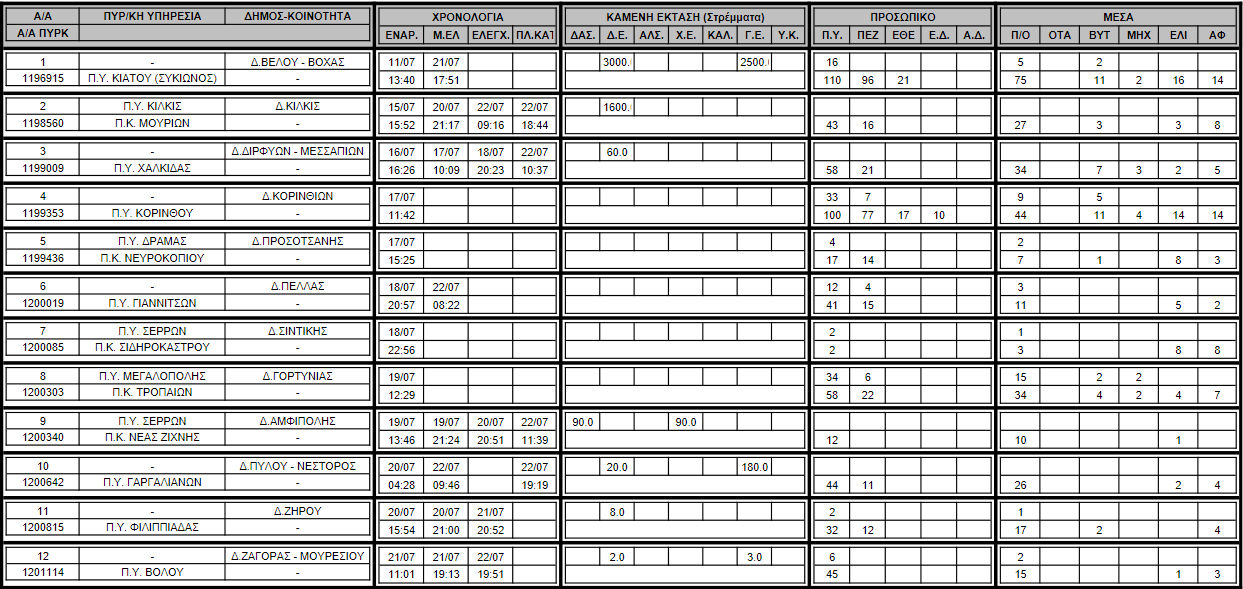 Α/Α ΠΥΡ/ΚΗ ΥΠΗΡΕΣΙΑ ΔΗΜΟΣ-ΚΟΙΝΟΤΗΤΑ ΧΡΟΝΟΛΟΓΙΑ ΚΑΜΕΝΗ ΕΚΤΑΣΗ (Στρέμματα) ΠΡΟΣΩΠΙΚΟ ΜΕΣΑ
Α/Α ΠΥΡΚ ΕΝΑΡ. Μ.ΕΛ ΕΛΕΓΧ. ΠΛ.ΚΑΤ ΔΑΣ. Δ.Ε. ΑΛΣ. Χ.Ε. ΚΑΛ. Γ.Ε. Υ.Κ. Π.Υ. ΠΕΖ ΕΘΕ Ε.Δ. Α.Δ. Π/Ο ΟΤΑ ΒΥΤ ΜΗΧ ΕΛΙ ΑΦ
1 - Δ.ΒΕΛΟΥ - ΒΟΧΑΣ 11/07 21/07 3000. 2500. 16 5 2
1196915 Π.Υ. ΚΙΑΤΟΥ (ΣΥΚΙΩΝΟΣ) - 13:40 17:51 110 96 21 75 11 2 16 14
2 Π.Υ. ΚΙΛΚΙΣ Δ.ΚΙΛΚΙΣ 15/07 20/07 22/07 22/07 1600.
1198560 Π.Κ. ΜΟΥΡΙΩΝ - 15:52 21:17 09:16 18:44 43 16 27 3 3 8
3 - Δ.ΔΙΡΦΥΩΝ - ΜΕΣΣΑΠΙΩΝ 16/07 17/07 18/07 22/07 60.0
1199009 Π.Υ. ΧΑΛΚΙΔΑΣ - 16:26 10:09 20:23 10:37 58 21 34 7 3 2 5
4 - Δ.ΚΟΡΙΝΘΙΩΝ 17/07 33 7 9 5
1199353 Π.Υ. ΚΟΡΙΝΘΟΥ - 11:42 100 77 17 10 44 11 4 14 14
5 Π.Υ. ΔΡΑΜΑΣ Δ.ΠΡΟΣΟΤΣΑΝΗΣ 17/07 4 2
1199436 Π.Κ. ΝΕΥΡΟΚΟΠΙΟΥ - 15:25 17 14 7 1 8 3
6 - Δ.ΠΕΛΛΑΣ 18/07 22/07 12 4 3
1200019 Π.Υ. ΓΙΑΝΝΙΤΣΩΝ - 20:57 08:22 41 15 11 5 2
7 Π.Υ. ΣΕΡΡΩΝ Δ.ΣΙΝΤΙΚΗΣ 18/07 2 1
1200085 Π.Κ. ΣΙΔΗΡΟΚΑΣΤΡΟΥ - 22:56 2 3 8 8
8 Π.Υ. ΜΕΓΑΛΟΠΟΛΗΣ Δ.ΓΟΡΤΥΝΙΑΣ 19/07 34 6 15 2 2
1200303 Π.Κ. ΤΡΟΠΑΙΩΝ - 12:29 58 22 34 4 2 4 7
9 Π.Υ. ΣΕΡΡΩΝ Δ.ΑΜΦΙΠΟΛΗΣ 19/07 19/07 20/07 22/07 90.0 90.0
1200340 Π.Κ. ΝΕΑΣ ΖΙΧΝΗΣ - 13:46 21:24 20:51 11:39 12 10 1
10 - Δ.ΠΥΛΟΥ - ΝΕΣΤΟΡΟΣ 20/07 22/07 22/07 20.0 180.0
1200642 Π.Υ. ΓΑΡΓΑΛΙΑΝΩΝ - 04:28 09:46 19:19 44 11 26 2 4
11 - Δ.ΖΗΡΟΥ 20/07 20/07 21/07 8.0 2 1
1200815 Π.Υ. ΦΙΛΙΠΠΙΑΔΑΣ - 15:54 21:00 20:52 32 12 17 2 4
12 - Δ.ΖΑΓΟΡΑΣ - ΜΟΥΡΕΣΙΟΥ 21/07 21/07 22/07 2.0 3.0 6 2
1201114 Π.Υ. ΒΟΛΟΥ - 11:01 19:13 19:51 45 15 1 3